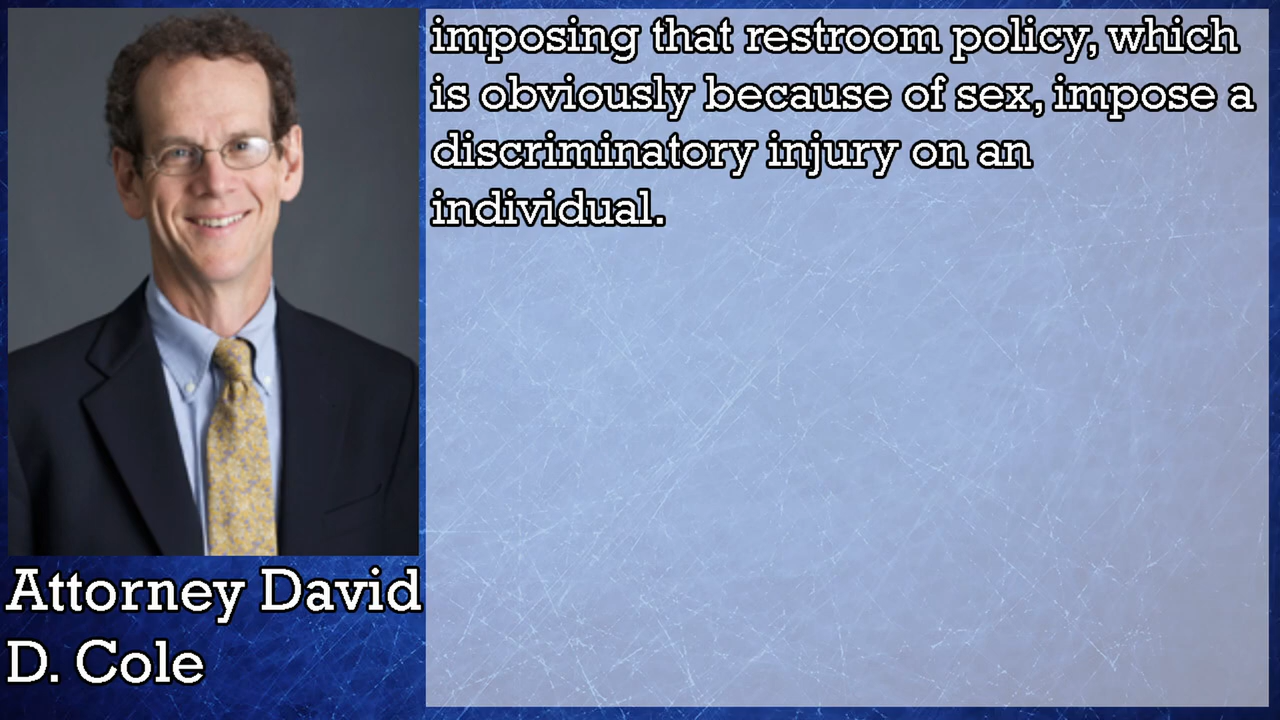 imposing that restroom policy, which
is obviously because of sex, impose a
discriminatory injury on an
individual.
Attorney David
D. Cole